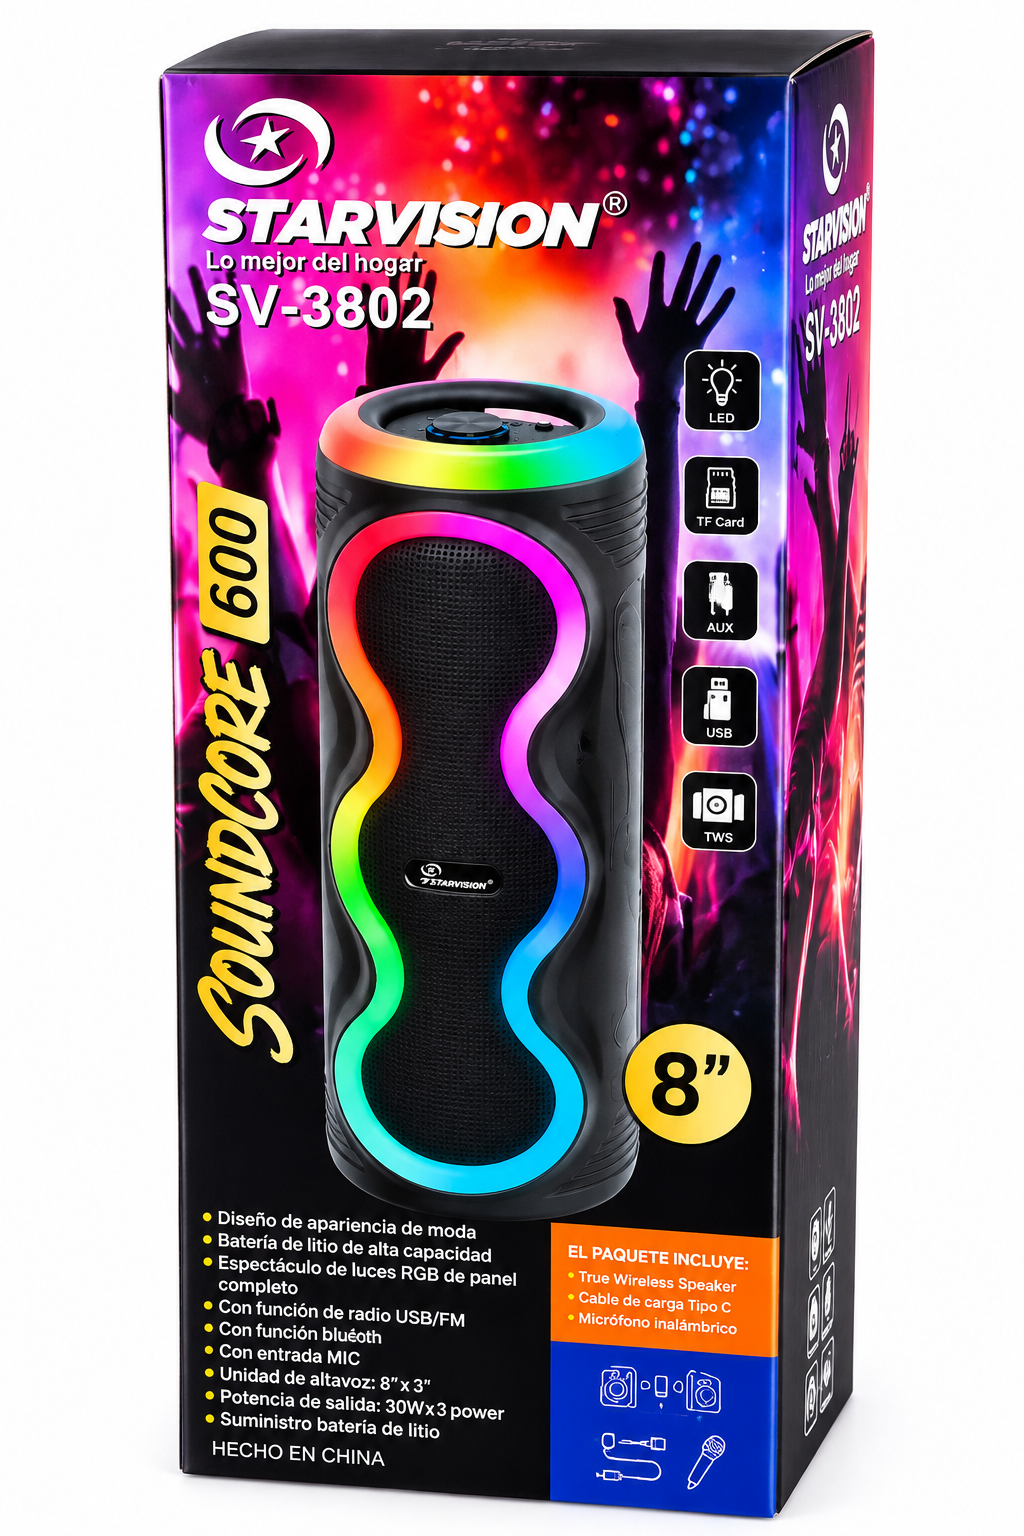 STARVISION®
Lo mejor del hogar
SV-3802
SOUNDCORE 600
LED
TF Card
AUX
USB
TWS
STARVISION®
8”
Diseño de apariencia de moda
Batería de litio de alta capacidad
Espectáculo de luces RGB de panel
completo
Con función de radio USB/FM
Con función
Con entrada MIC
Unidad de altavoz: 8” x 3”
Potencia de salida: 30W x 3 power
Suministro batería de litio
HECHO EN CHINA
EL PAQUETE INCLUYE:
True Wireless Speaker
Cable de carga Tipo C
Micrófono inalámbrico
STARVISION®
Lo mejor del hogar
SV-3802